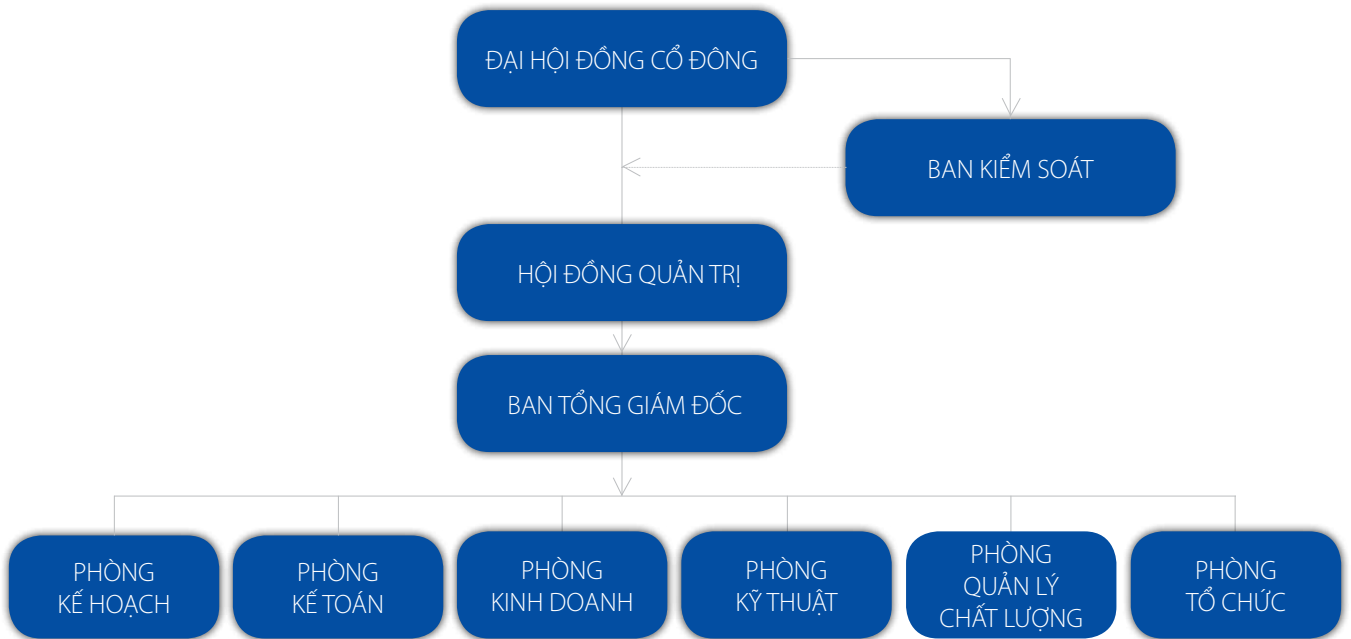 ĐẠI HỘI ĐỒNG CỔ ĐÔNG
BAN KIỂM SOÁT
HỘI ĐỒNG QUẢN TRỊ
BAN TỔNG GIÁM ĐỐC
PHÒNG
KẾ HOẠCH
PHÒNG
KẾ TOÁN
PHÒNG
KINH DOANH
PHÒNG
KỸ THUẬT
PHÒNG
QUẢN LÝ
CHẤT LƯỢNG
PHÒNG
TỔ CHỨC